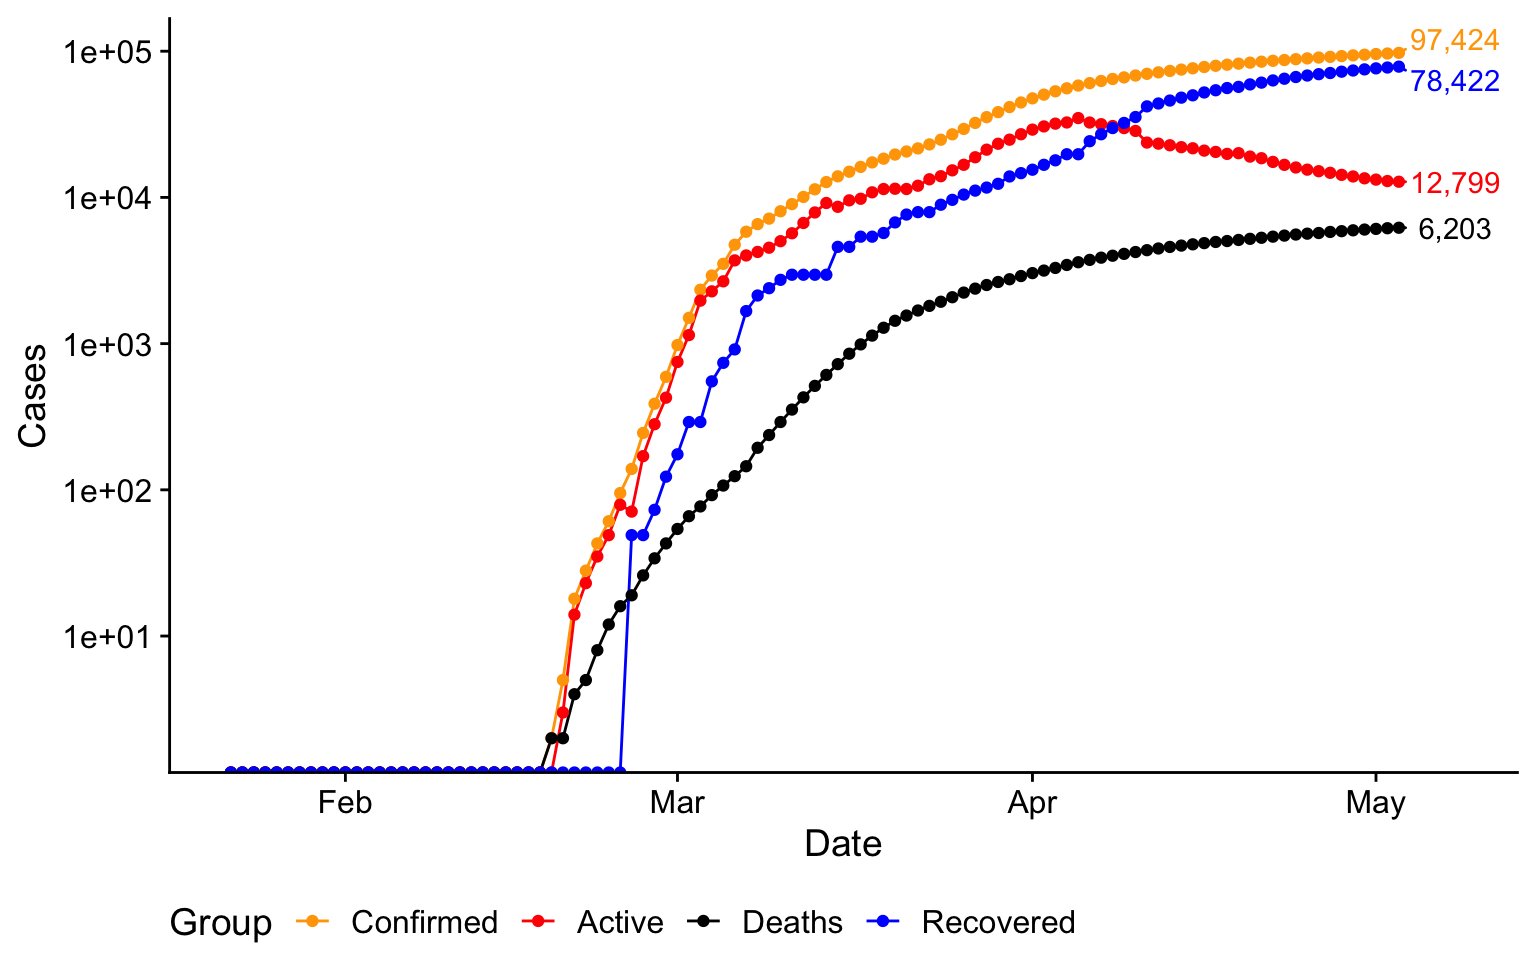 1e+05
1e+04
1e+03
1e+02
1e+01
Cases
97,424
78,422
12,799
6,203
Feb Mar Apr May
Date
Group Confirmed Active Deaths Recovered